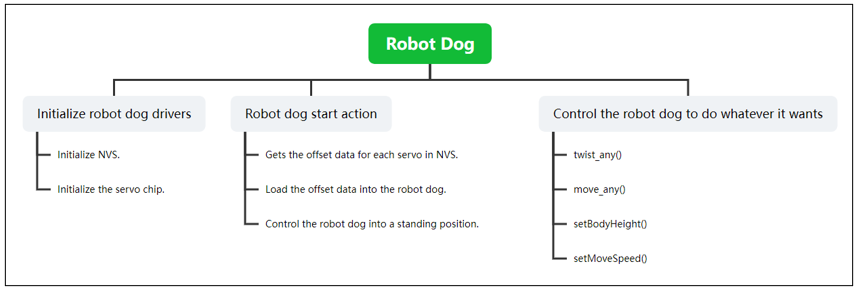 Robot Dog
Initialize robot dog drivers
Initialize NVS.
Initialize the servo chip.
Robot dog start action
Gets the offset data for each servo in NVS.
Load the offset data into the robot dog.
Control the robot dog into a standing position.
Control the robot dog to do whatever it wants
twist_any()
move_any()
setBodyHeight()
setMoveSpeed()